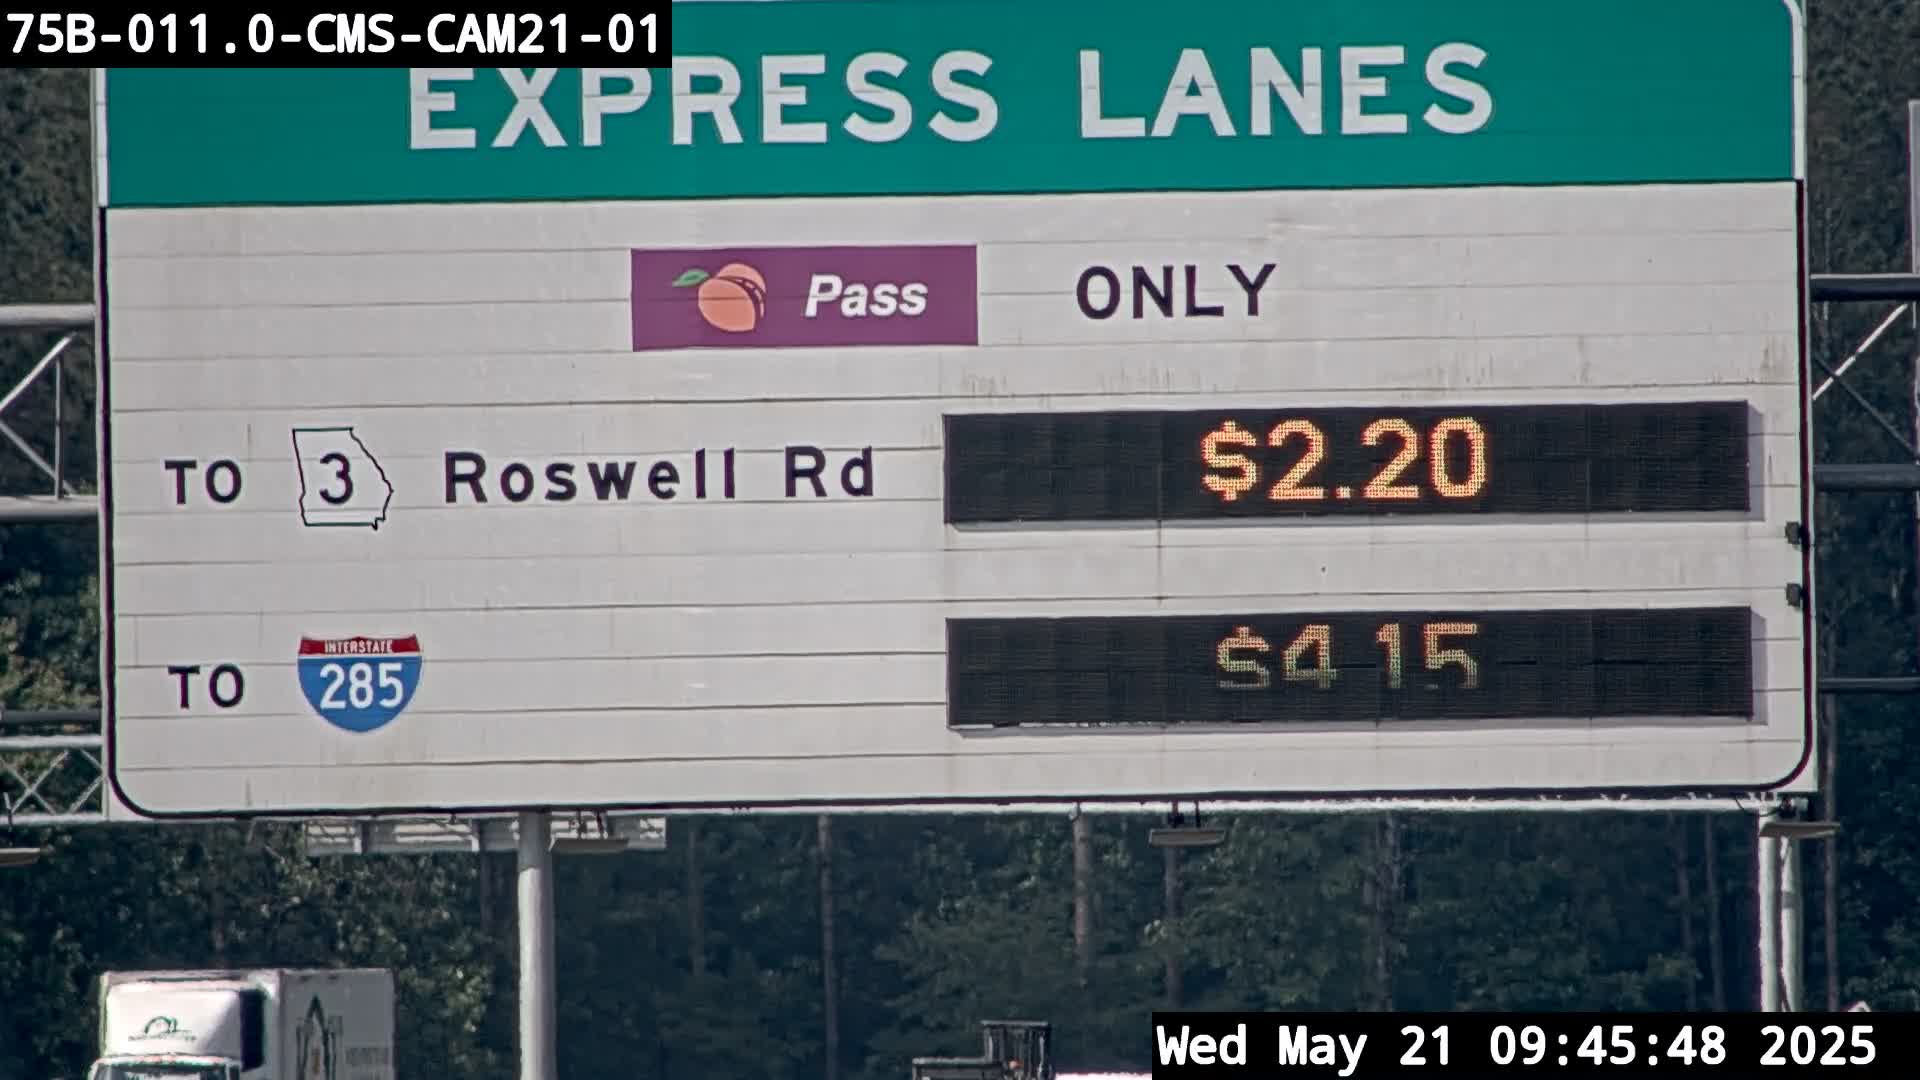 75B-011.0-CMS-CAM21-01
EXPRESS LANES
Pass ONLY
TO 3 Roswell Rd $2.20
TO INTERSTATE 285 $4 15
Wed May 21 09:45:48 2025